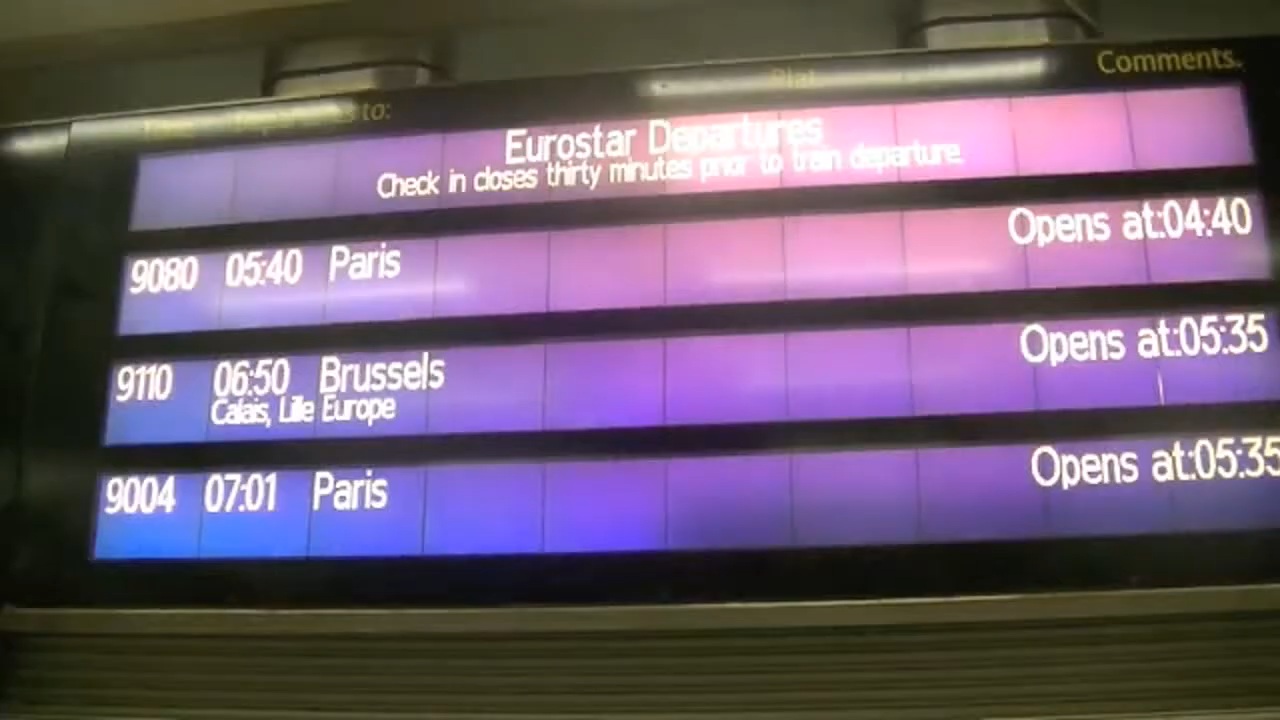 to: Comments.
Eurostar Departures
Check in closes thirty minutes prior to train departure
9080 05:40 Paris Opens at:04:40
9110 06:50 Brussels Opens at:05:35
Calais, Lille Europe
9004 07:01 Paris Opens at:05:35